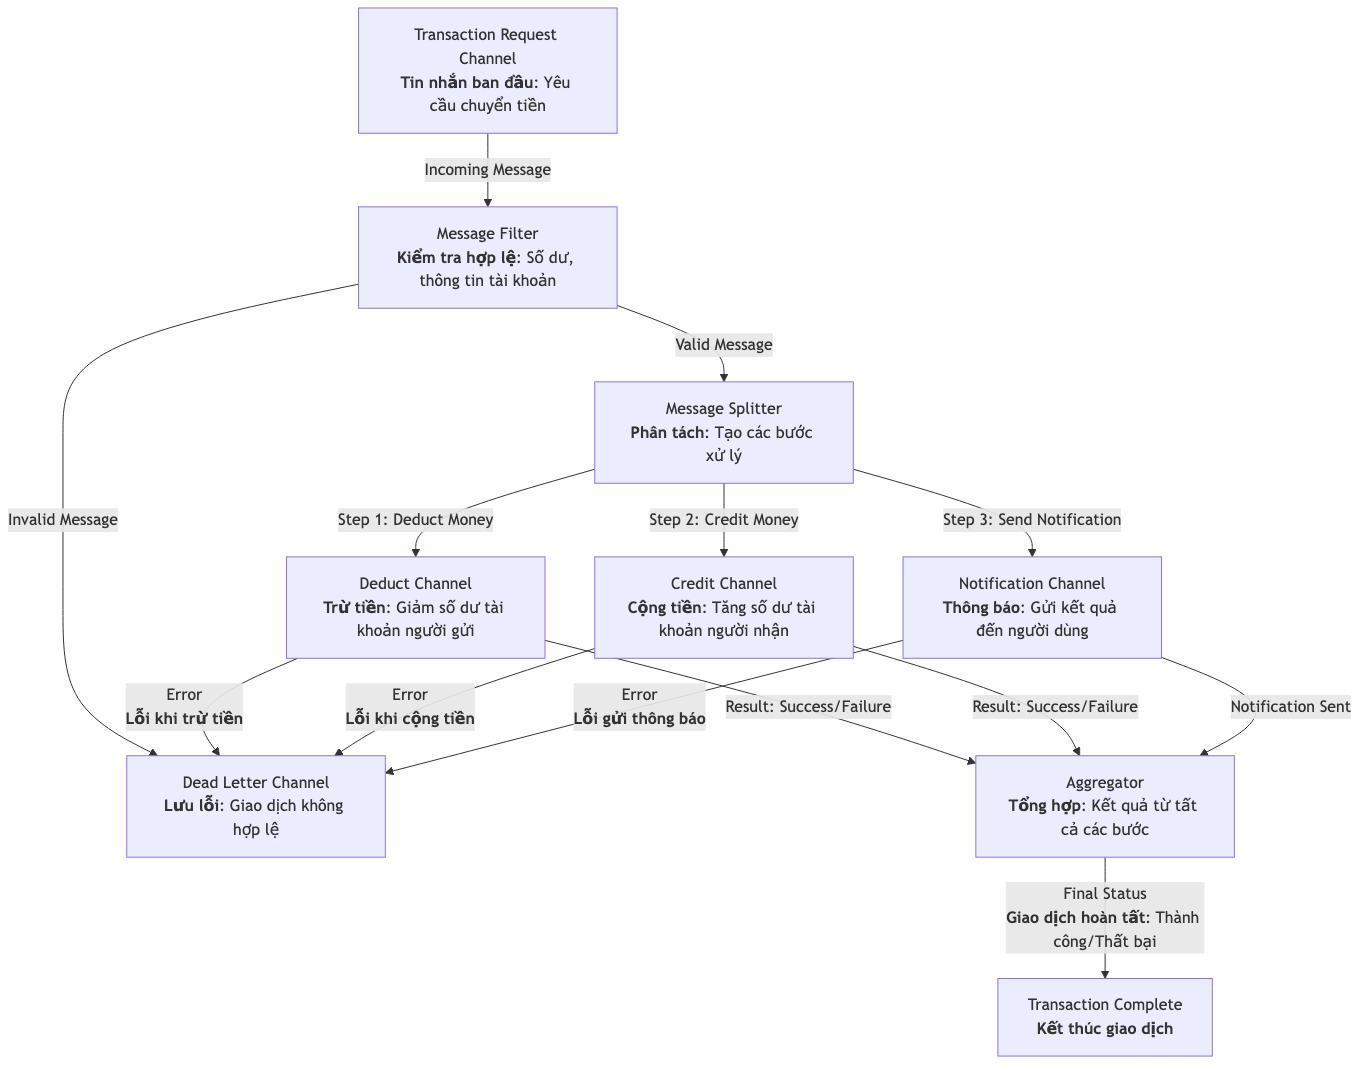 Transaction Request
Channel
Tin nhắn ban đầu: Yêu
cầu chuyển tiền
Incoming Message
Message Filter
Kiểm tra hợp lệ: Số dư,
thông tin tài khoản
Valid Message
Message Splitter
Phân tách: Tạo các bước
xử lý
Invalid Message
Step 1: Deduct Money
Step 2: Credit Money
Step 3: Send Notification
Deduct Channel
Trừ tiền: Giảm số dư tài
khoản người gửi
Credit Channel
Cộng tiền: Tăng số dư tài
khoản người nhận
Notification Channel
Thông báo: Gửi kết quả
đến người dùng
Error
Lỗi khi trừ tiền
Error
Lỗi khi cộng tiền
Error
Lỗi gửi thông báo
Result: Success/Failure
Result: Success/Failure
Notification Sent
Dead Letter Channel
Lưu lỗi: Giao dịch không
hợp lệ
Aggregator
Tổng hợp: Kết quả từ tất
cả các bước
Final Status
Giao dịch hoàn tất: Thành
công/Thất bại
Transaction Complete
Kết thúc giao dịch